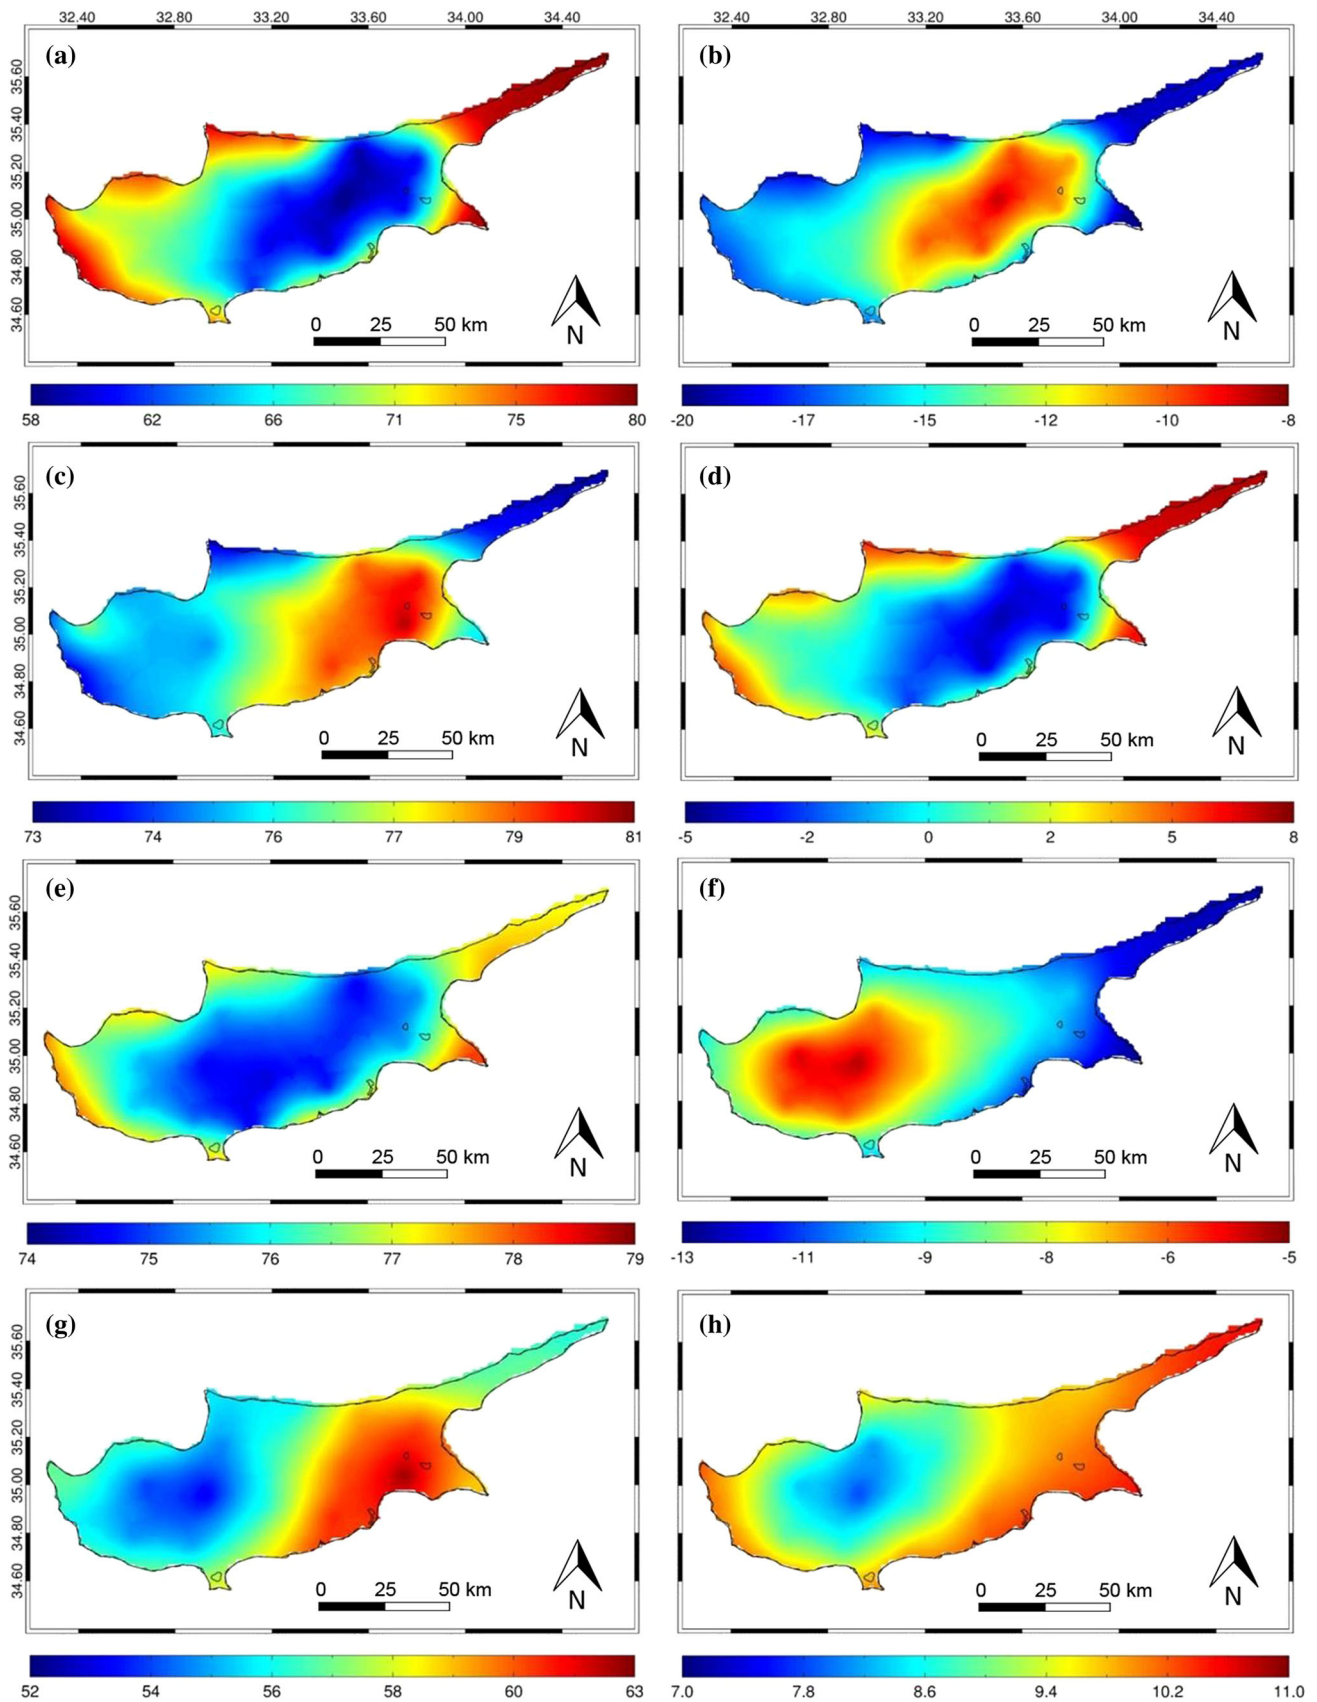 32.40 32.80 33.20 33.60 34.00 34.40
32.40 32.80 33.20 33.60 34.00 34.40
(a)
35.60
35.40
35.20
35.00
34.80
34.60
0 25 50 km
N
58 62 66 71 75 80
(b)
0 25 50 km
N
-20 -17 -15 -12 -10 -8
(c)
35.60
35.40
35.20
35.00
34.80
34.60
0 25 50 km
N
73 74 76 77 79 81
(d)
0 25 50 km
N
-5 -2 0 2 5 8
(e)
35.60
35.40
35.20
35.00
34.80
34.60
0 25 50 km
N
74 75 76 77 78 79
(f)
0 25 50 km
N
-13 -11 -9 -8 -6 -5
(g)
35.60
35.40
35.20
35.00
34.80
34.60
0 25 50 km
N
52 54 56 58 60 63
(h)
0 25 50 km
N
7.0 7.8 8.6 9.4 10.2 11.0